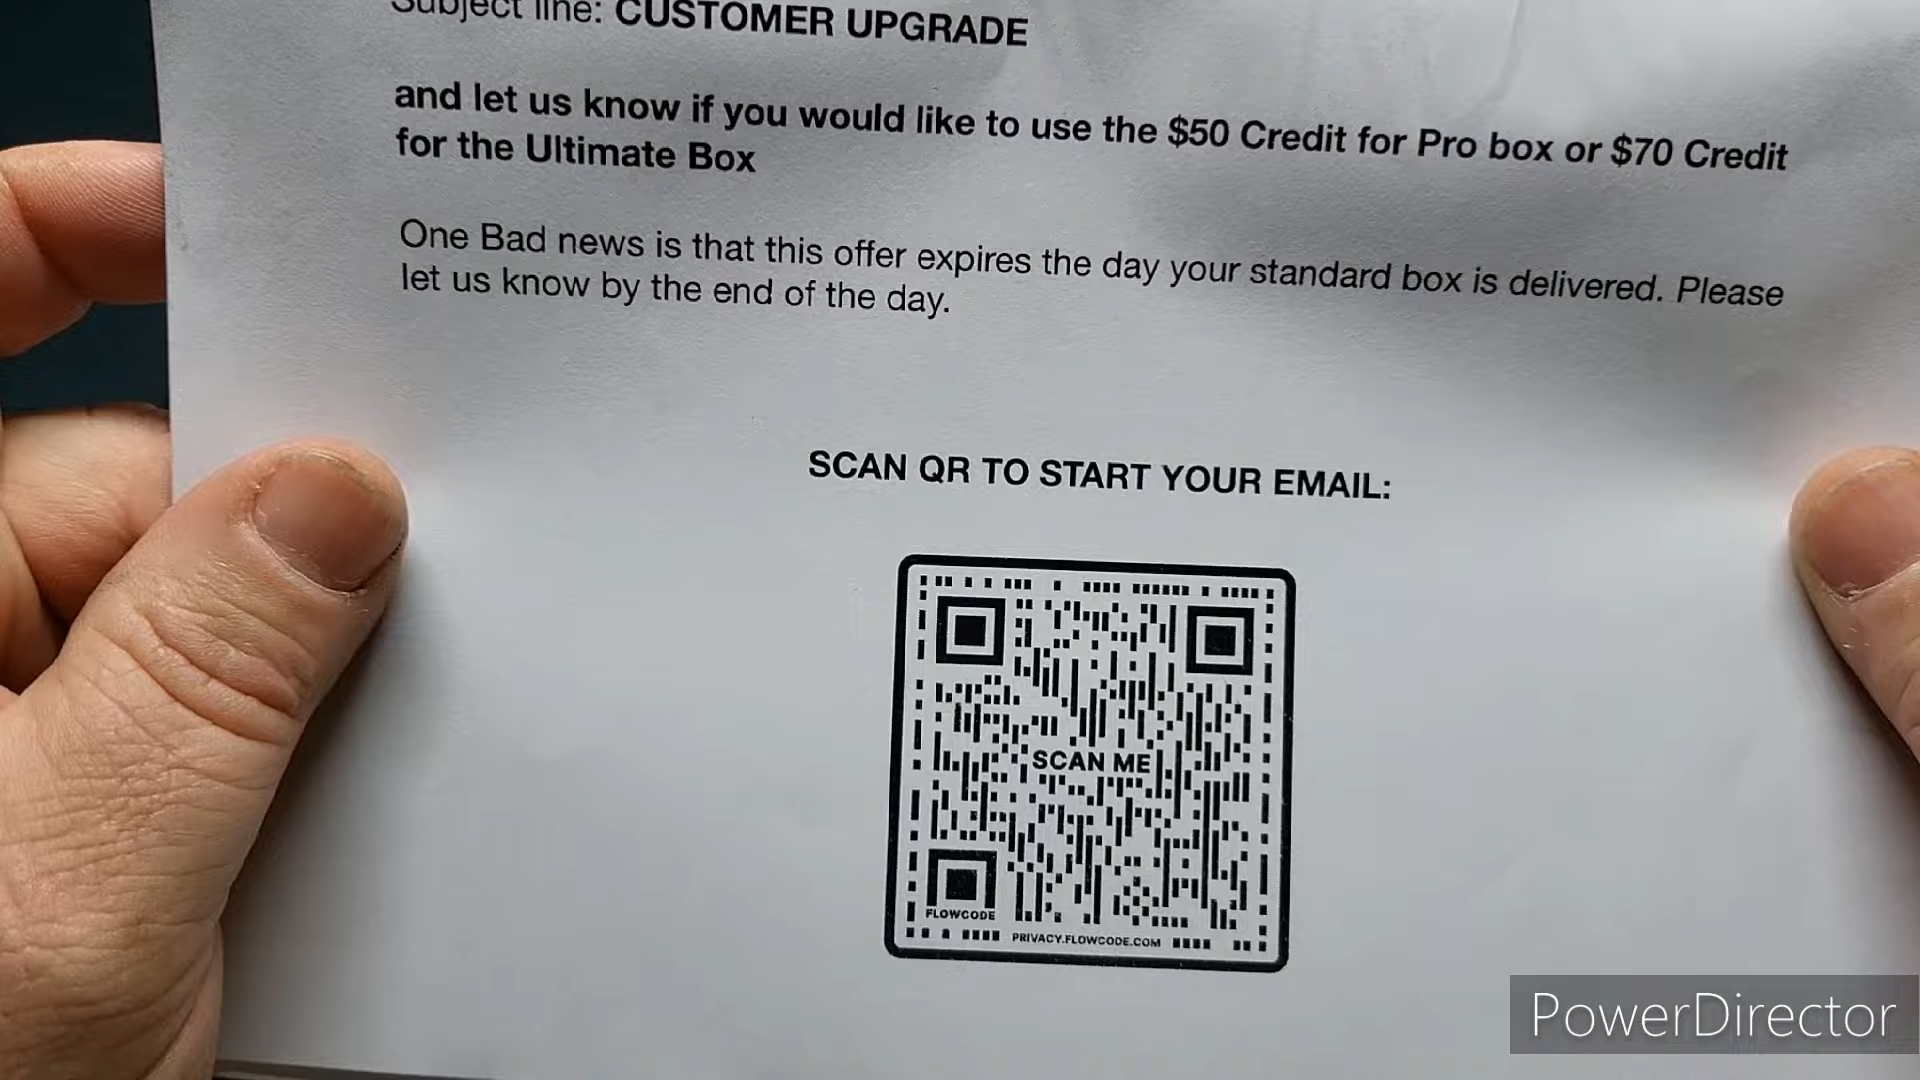 Subject line: CUSTOMER UPGRADE
and let us know if you would like to use the $50 Credit for Pro box or $70 Credit
for the Ultimate Box
One Bad news is that this offer expires the day your standard box is delivered. Please
let us know by the end of the day.
SCAN QR TO START YOUR EMAIL:
SCAN ME
FLOWCODE
PRIVACY.FLOWCODE.COM
PowerDirector